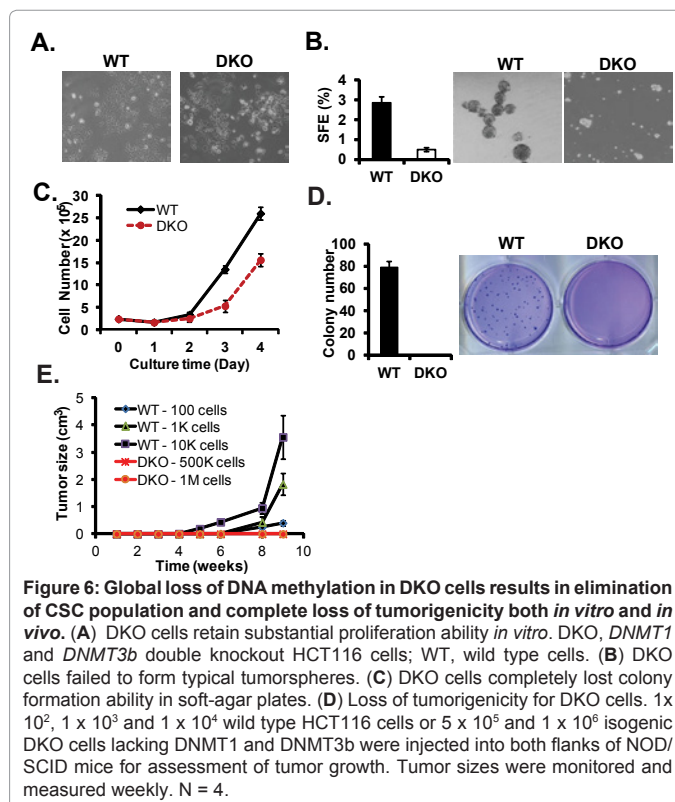 A.
WT
DKO
B.
WT
DKO
SFE (%)
4
3
2
1
0
WT
DKO
C.
Cell Number (x 10⁵)
30
25
20
15
10
5
0
WT
DKO
0 1 2 3 4
Culture time (Day)
D.
WT
DKO
Colony number
100
80
60
40
20
0
WT DKO
E.
Tumor size (cm³)
5
4
3
2
1
0
WT - 100 cells
WT - 1K cells
WT - 10K cells
DKO - 500K cells
DKO - 1M cells
0 2 4 6 8 10
Time (weeks)
Figure 6: Global loss of DNA methylation in DKO cells results in elimination
of CSC population and complete loss of tumorigenicity both in vitro and in
vivo. (A) DKO cells retain substantial proliferation ability in vitro. DKO, DNMT1
and DNMT3b double knockout HCT116 cells; WT, wild type cells. (B) DKO
cells failed to form typical tumorspheres. (C) DKO cells completely lost colony
formation ability in soft-agar plates. (D) Loss of tumorigenicity for DKO cells. 1x
10², 1 x 10³ and 1 x 10⁴ wild type HCT116 cells or 5 x 10⁵ and 1 x 10⁶ isogenic
DKO cells lacking DNMT1 and DNMT3b were injected into both flanks of NOD/
SCID mice for assessment of tumor growth. Tumor sizes were monitored and
measured weekly. N = 4.